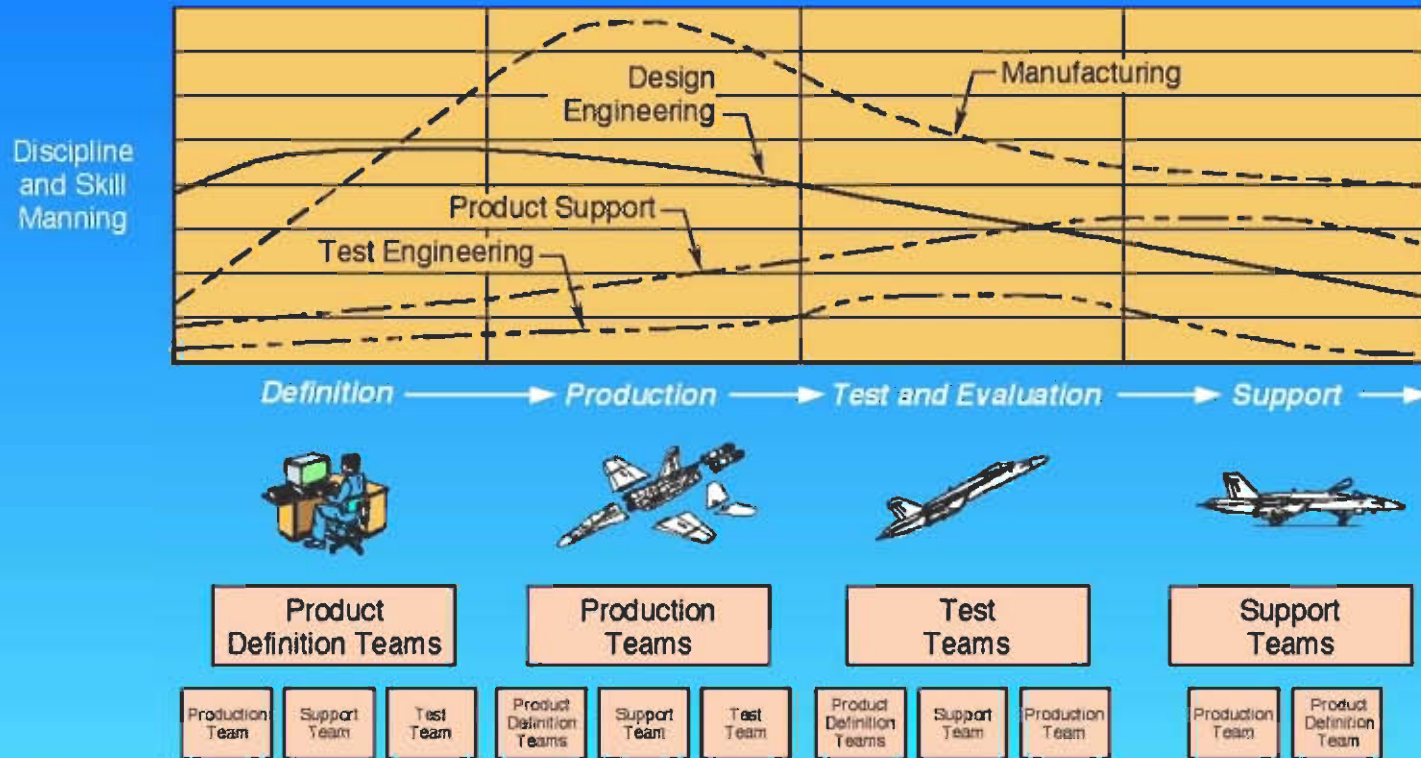 Discipline
and Skill
Manning
Design
Engineering
Manufacturing
Product Support
Test Engineering
Definition
Production
Test and Evaluation
Support
Product
Definition Teams
Production
Teams
Test
Teams
Support
Teams
Production
Team
Support
Team
Test
Team
Product
Definition
Teams
Support
Team
Test
Team
Product
Definition
Teams
Support
Team
Production
Team
Production
Team
Product
Definition
Team